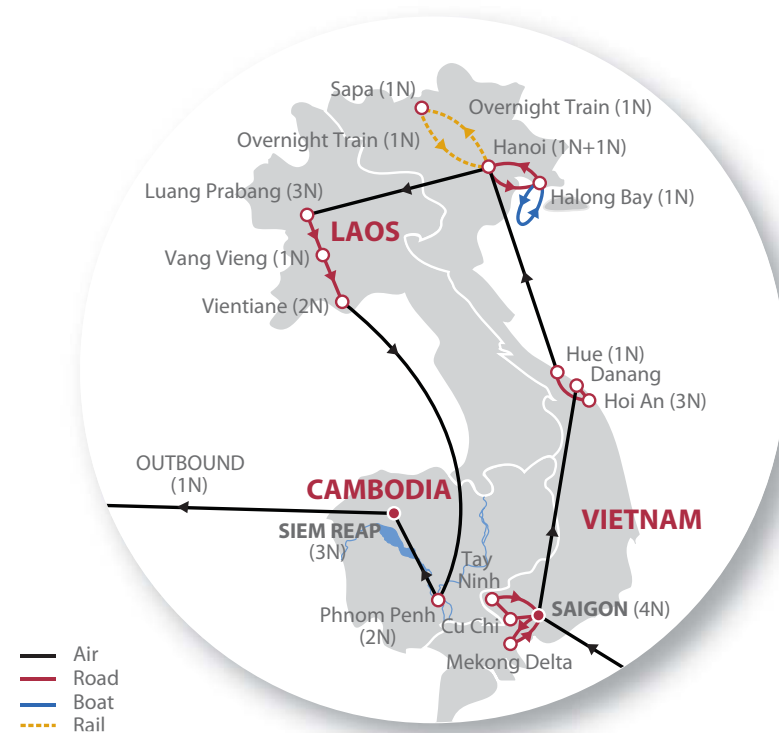 Sapa (1N)
Overnight Train (1N)
Overnight Train (1N)
Hanoi (1N+1N)
Luang Prabang (3N)
Halong Bay (1N)
LAOS
Vang Vieng (1N)
Vientiane (2N)
Hue (1N)
Danang
Hoi An (3N)
OUTBOUND
(1N)
CAMBODIA
VIETNAM
SIEM REAP
(3N)
Tay
Ninh
Phnom Penh
(2N)
Cu Chi
SAIGON (4N)
Mekong Delta
Air
Road
Boat
Rail